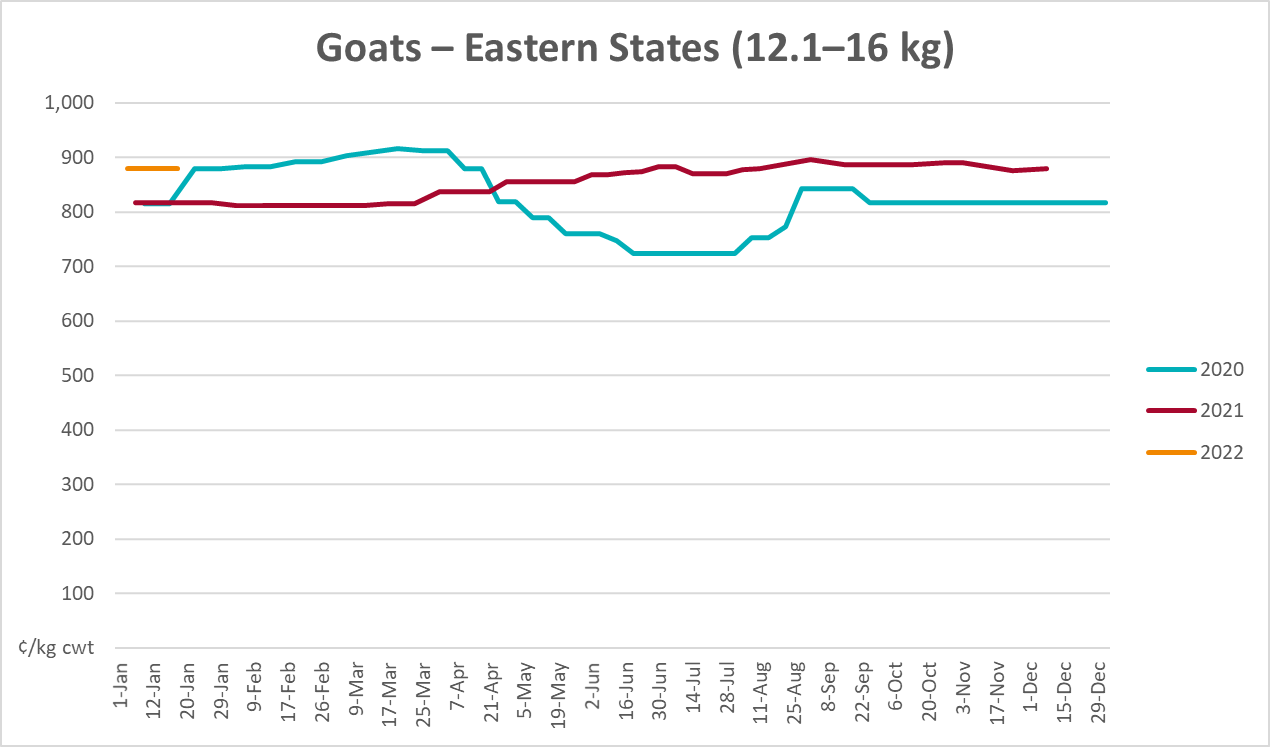 Goats – Eastern States (12.1–16 kg)
1,000
900
800
700
600
500
400
300
200
100
¢/kg cwt
1-Jan
12-Jan
20-Jan
29-Jan
9-Feb
17-Feb
26-Feb
9-Mar
17-Mar
25-Mar
7-Apr
21-Apr
5-May
19-May
2-Jun
16-Jun
30-Jun
14-Jul
28-Jul
11-Aug
25-Aug
8-Sep
22-Sep
6-Oct
20-Oct
3-Nov
17-Nov
1-Dec
15-Dec
29-Dec
2020
2021
2022